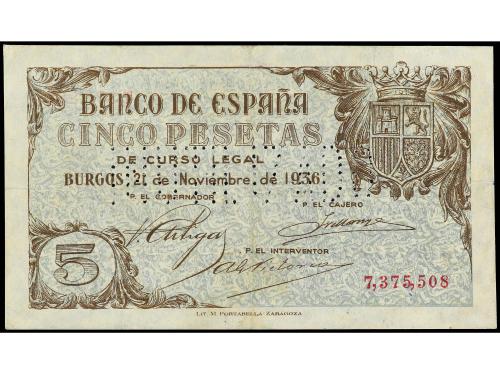 BANCO DE ESPAÑA
CINCO PESETAS
DE CURSO LEGAL
BURGOS, 21 de Noviembre, de 1936
P. EL GOBERNADOR
P. EL CAJERO
P. EL INTERVENTOR
5
7,375,508
LIT. M. PORTABELLA-ZARAGOZA